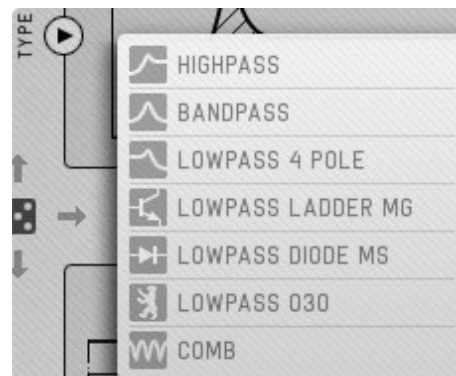 TYPE
HIGHPASS
BANDPASS
LOWPASS 4 POLE
LOWPASS LADDER MG
LOWPASS DIODE MS
LOWPASS 030
COMB